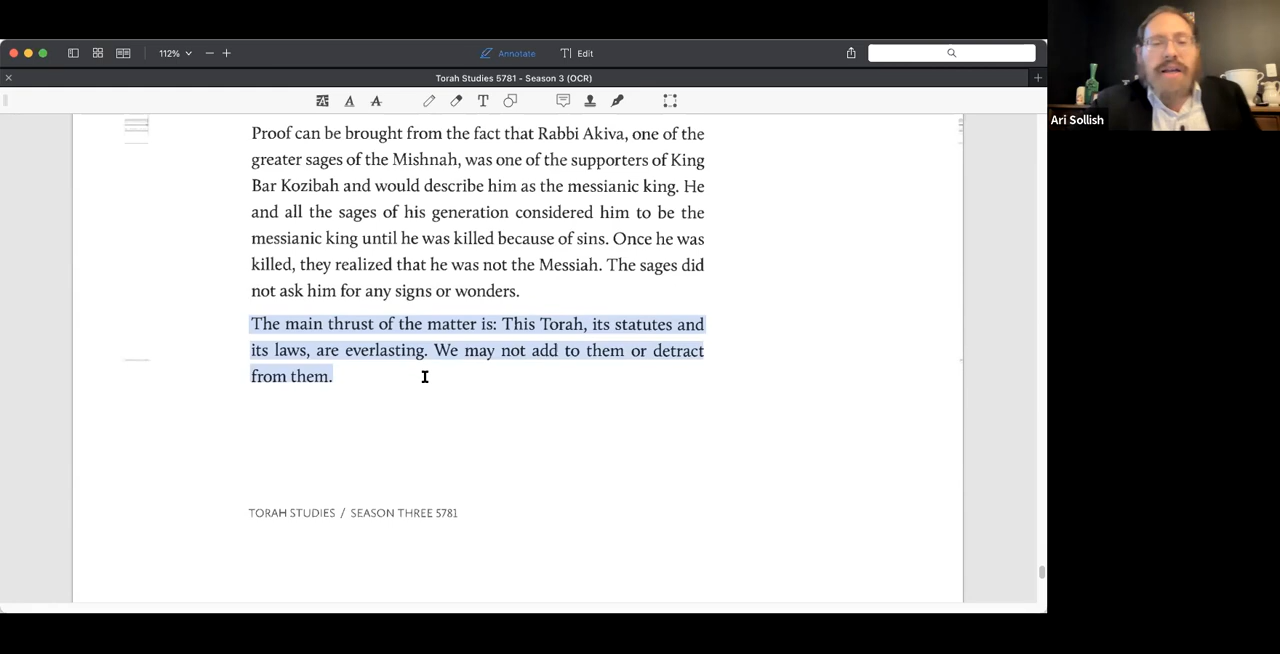 112%
Annotate
Edit
Torah Studies 5781 - Season 3 (OCR)
Ari Sollish
Proof can be brought from the fact that Rabbi Akiva, one of the
greater sages of the Mishnah, was one of the supporters of King
Bar Kozibah and would describe him as the messianic king. He
and all the sages of his generation considered him to be the
messianic king until he was killed because of sins. Once he was
killed, they realized that he was not the Messiah. The sages did
not ask him for any signs or wonders.
The main thrust of the matter is: This Torah, its statutes and
its laws, are everlasting. We may not add to them or detract
from them.
TORAH STUDIES / SEASON THREE 5781